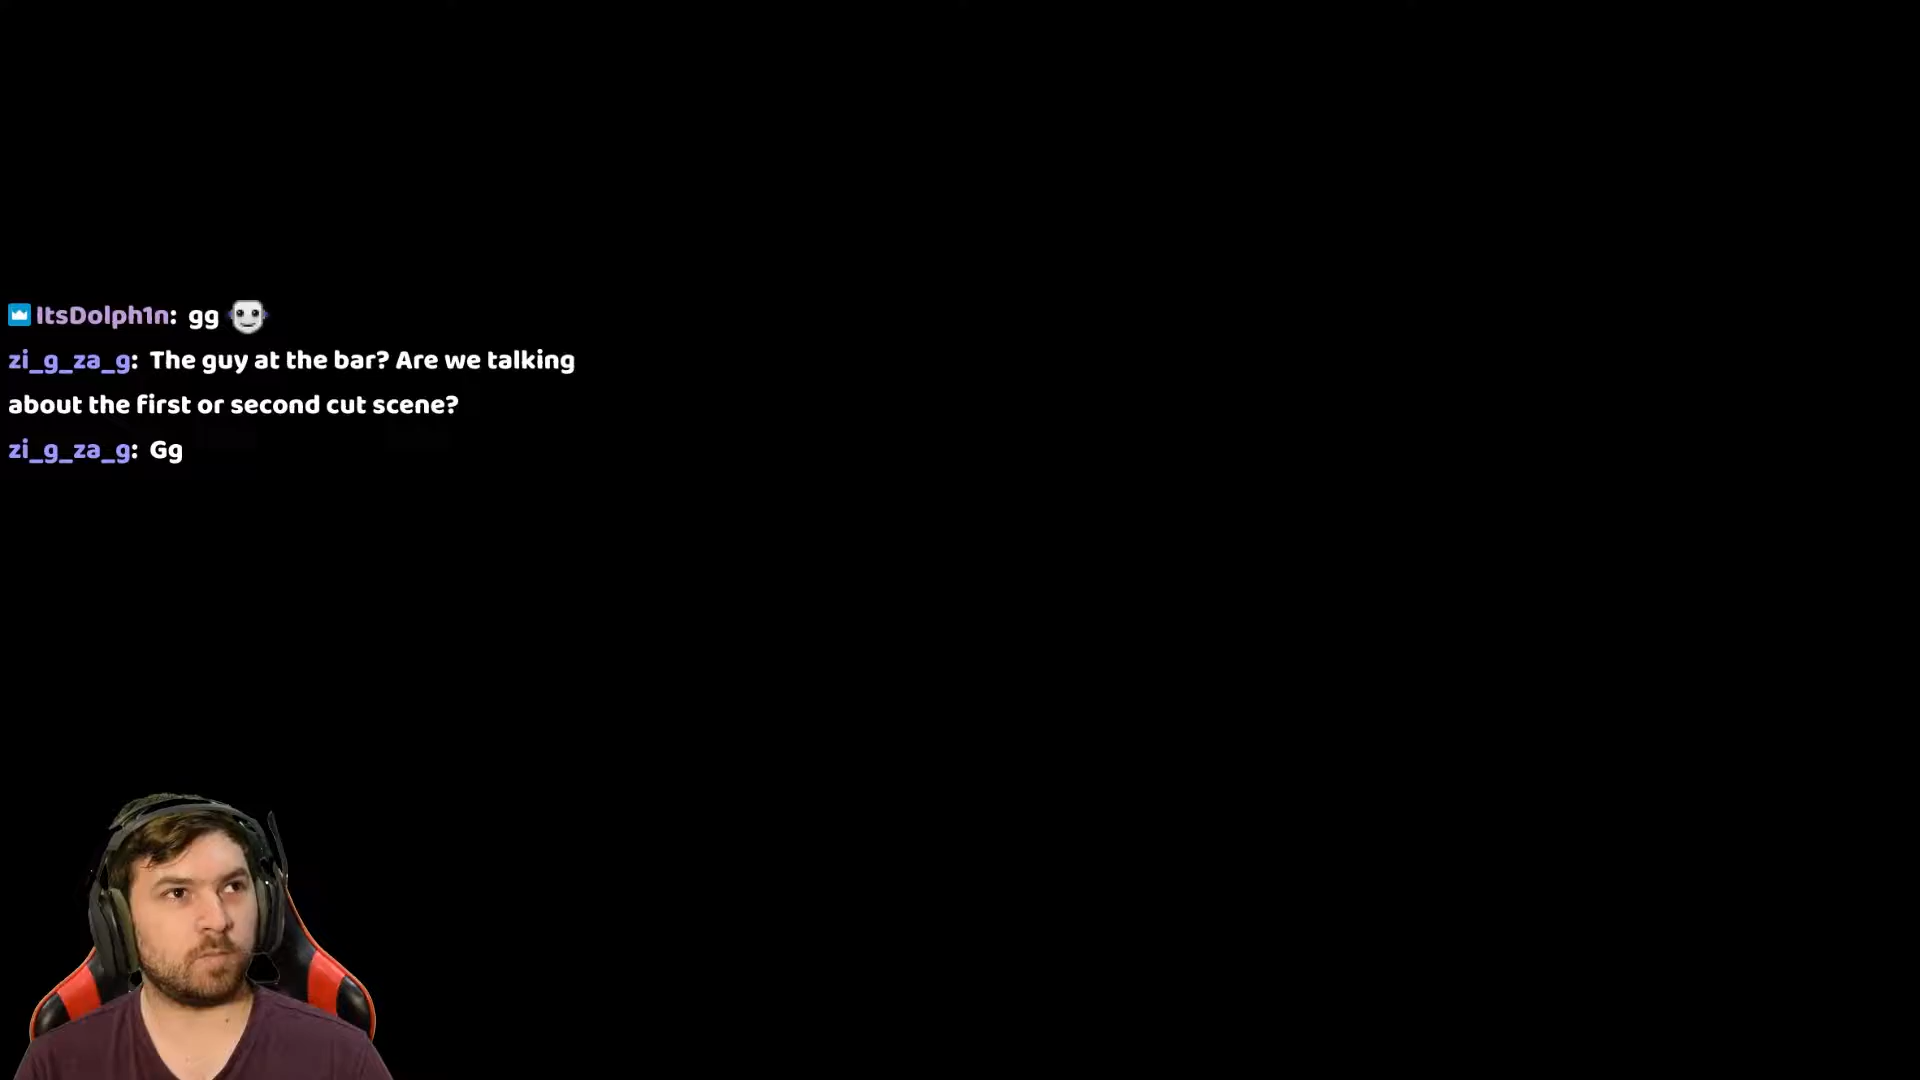 ItsDolph1n: gg
zi_g_za_g: The guy at the bar? Are we talking
about the first or second cut scene?
zi_g_za_g: Gg